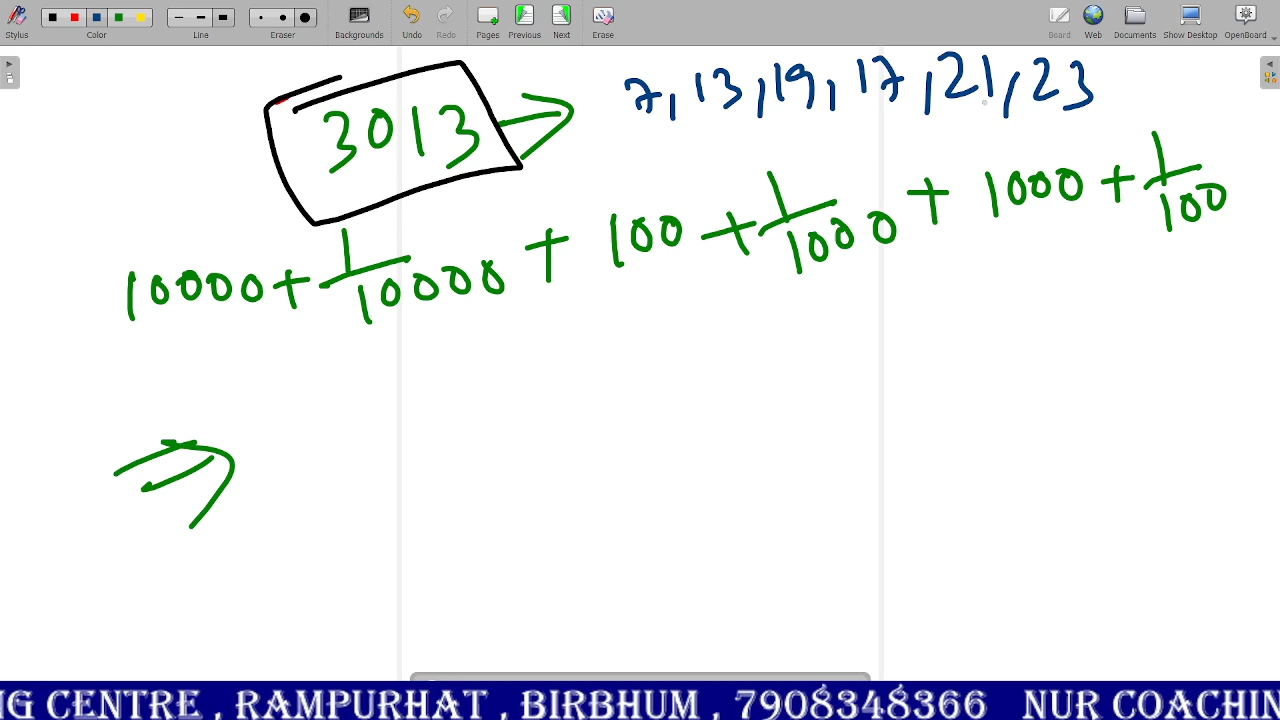 Stylus Color Line Eraser Backgrounds Undo Redo Pages Previous Next Erase Board Web Documents Show Desktop OpenBoard
7, 13, 19, 17, 21, 23
3013
10000 + 1/10000 + 100 + 1/1000 + 1000 + 1/100
NG CENTRE , RAMPURHAT , BIRBHUM , 7908348366 NUR COACHIN